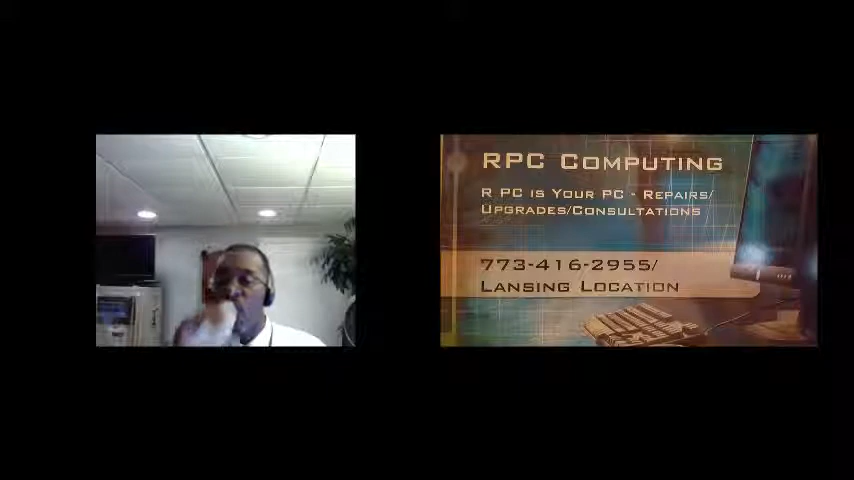 RPC Computing
R PC is Your PC - Repairs/
Upgrades/Consultations
773-416-2955/
Lansing Location